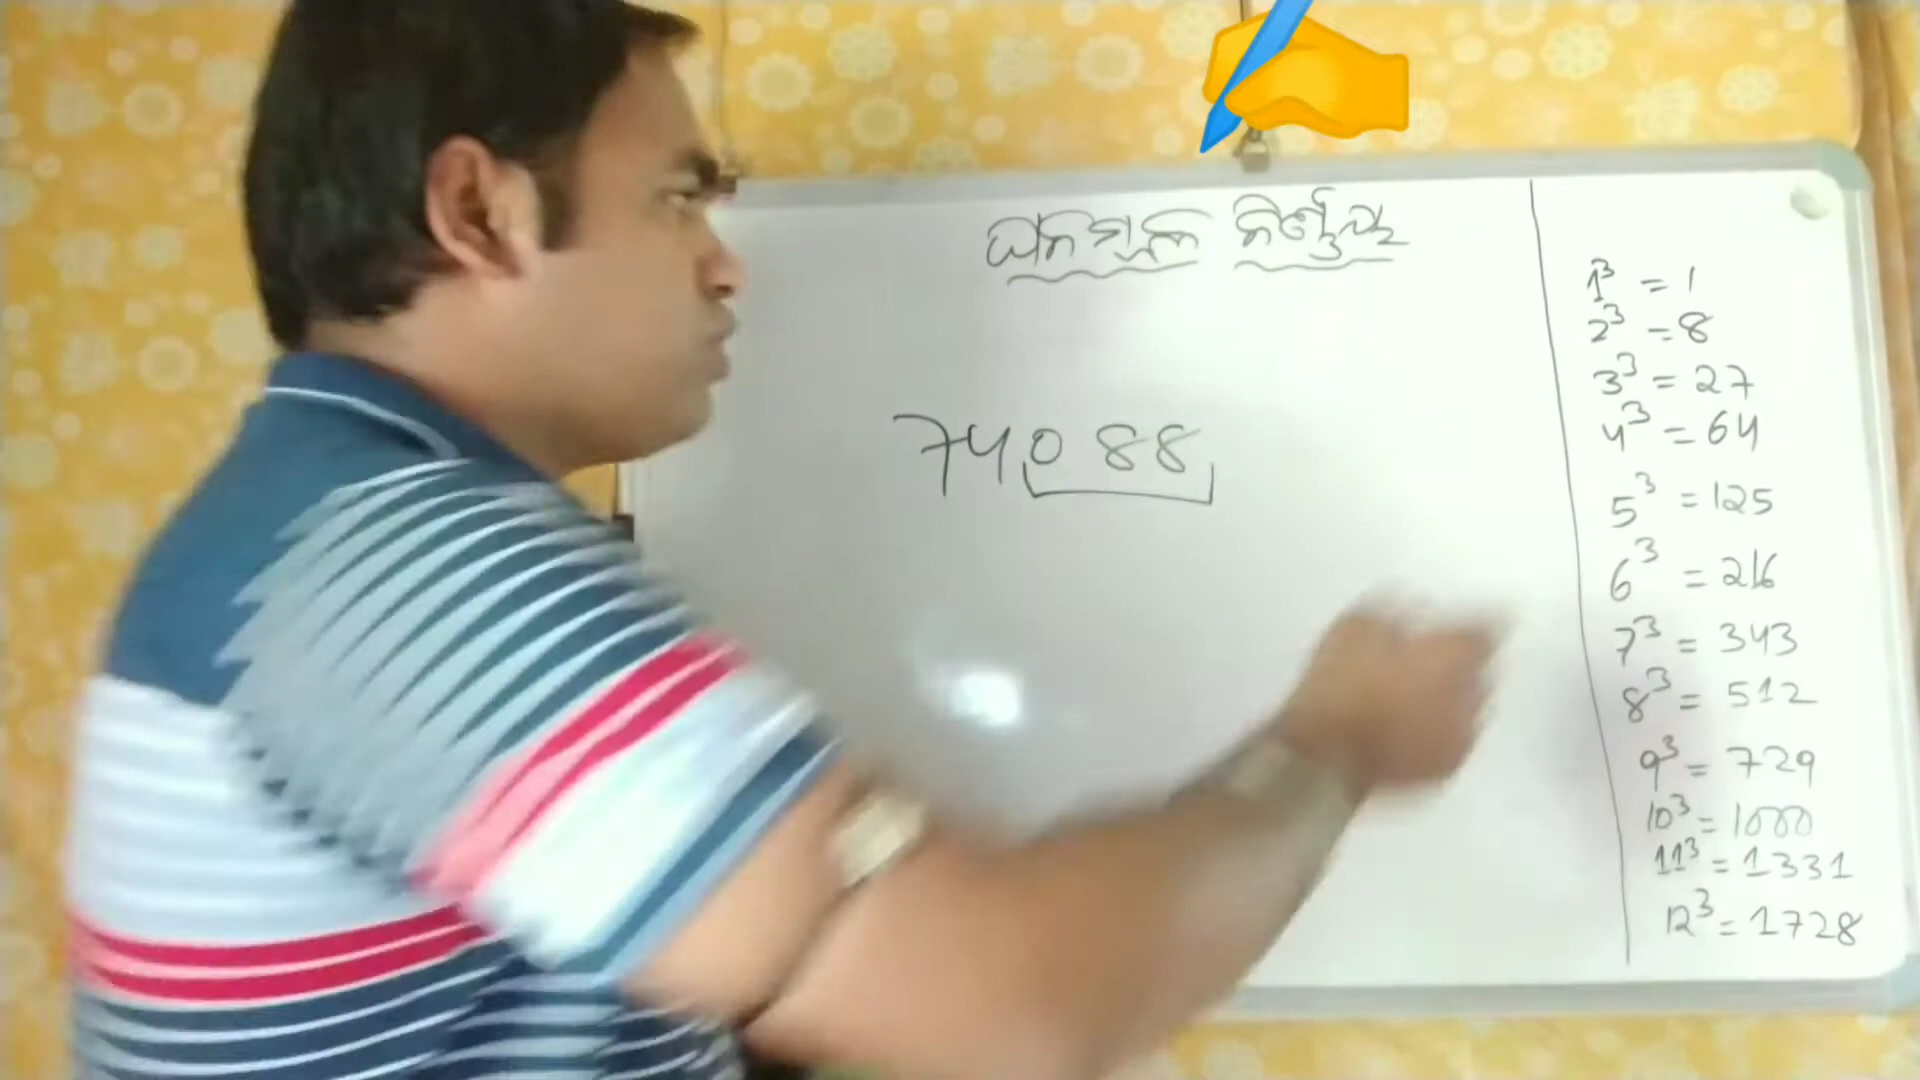 ଘନମୂଳ ନିର୍ଣ୍ଣୟ
74088
1³ = 1
2³ = 8
3³ = 27
4³ = 64
5³ = 125
6³ = 216
7³ = 343
8³ = 512
9³ = 729
10³ = 1000
11³ = 1331
12³ = 1728